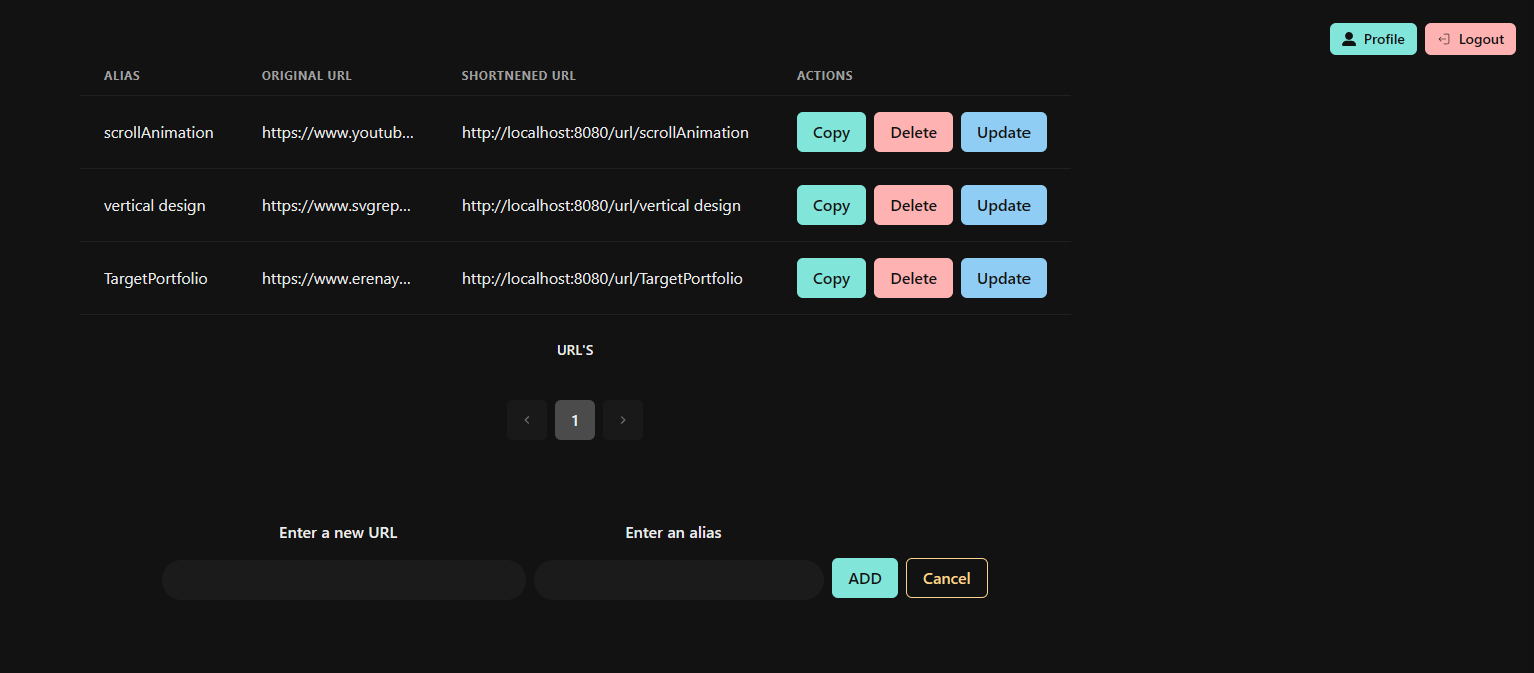 Profile Logout
ALIAS ORIGINAL URL SHORTNENED URL ACTIONS
scrollAnimation https://www.youtub... http://localhost:8080/url/scrollAnimation Copy Delete Update
vertical design https://www.svgrep... http://localhost:8080/url/vertical design Copy Delete Update
TargetPortfolio https://www.erenay... http://localhost:8080/url/TargetPortfolio Copy Delete Update
URL'S
1
Enter a new URL Enter an alias
ADD Cancel